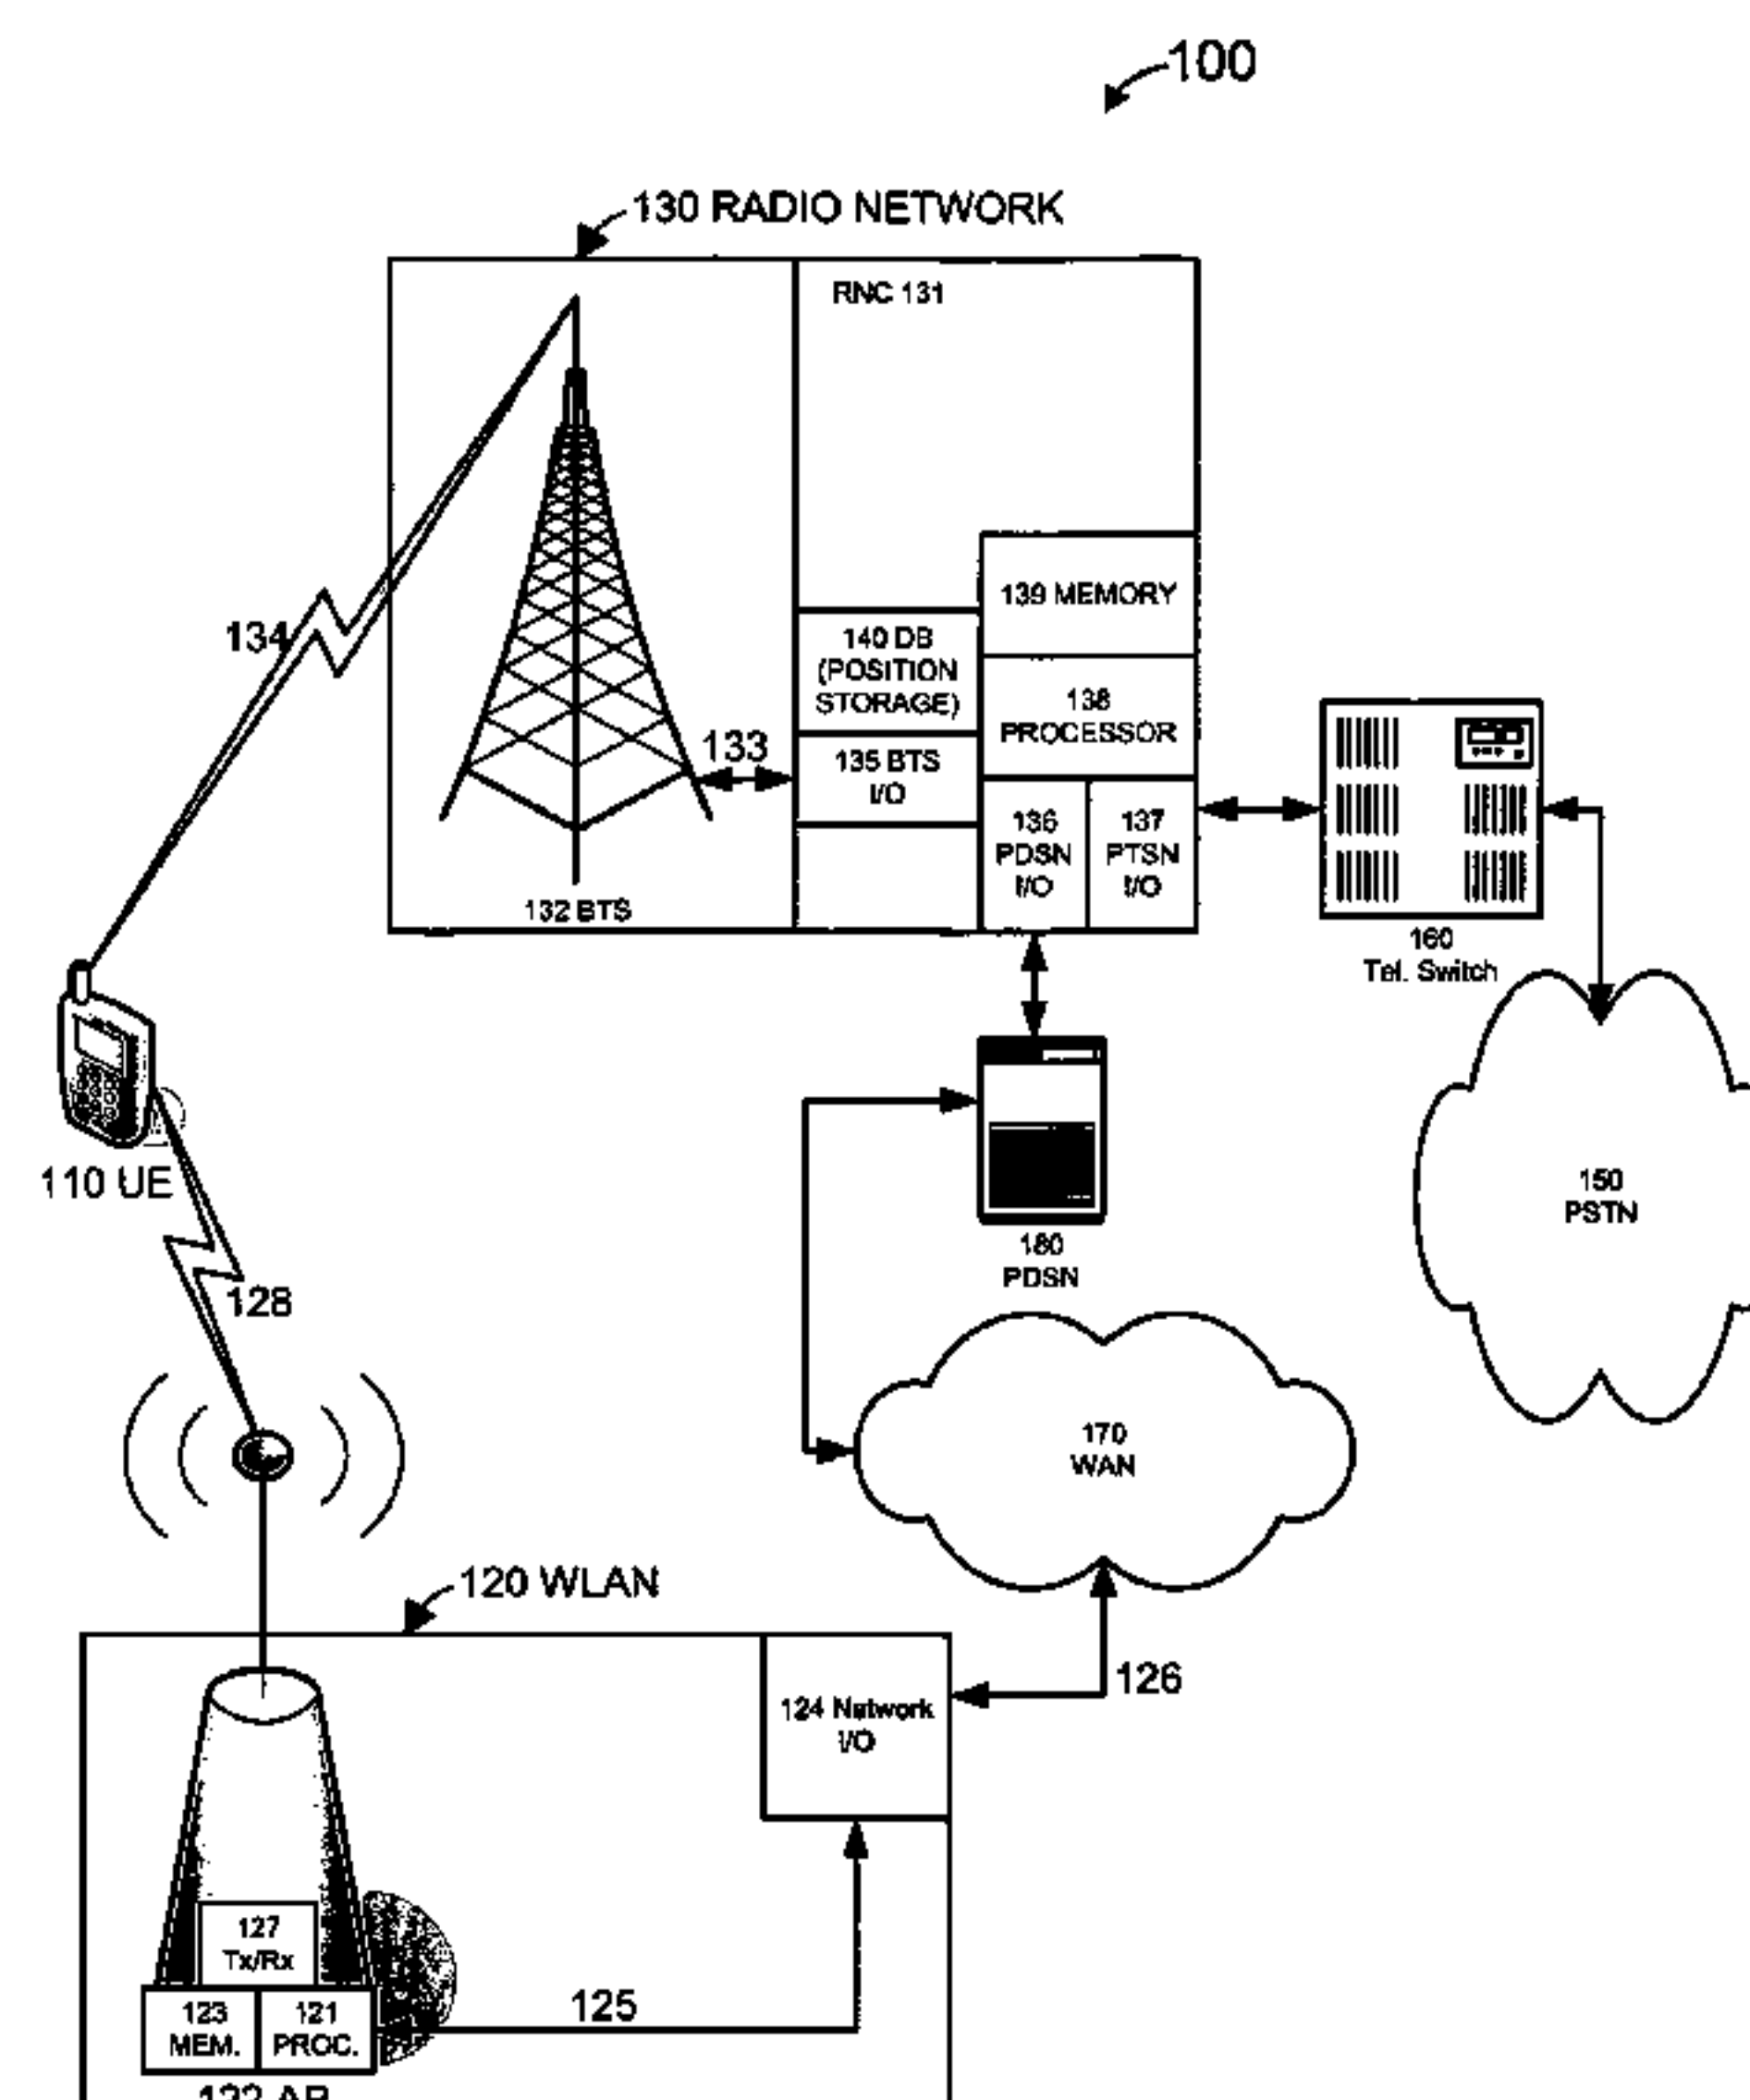 100
130 RADIO NETWORK
RNC 131
139 MEMORY
134
140 DB
(POSITION
STORAGE)
138
PROCESSOR
133
135 BTS
I/O
136
PDSN
I/O
137
PTSN
I/O
132 BTS
160
Tel. Switch
110 UE
150
PSTN
180
PDSN
128
170
WAN
120 WLAN
126
124 Network
I/O
127
Tx/Rx
125
123
MEM.
121
PROC.
122 AP